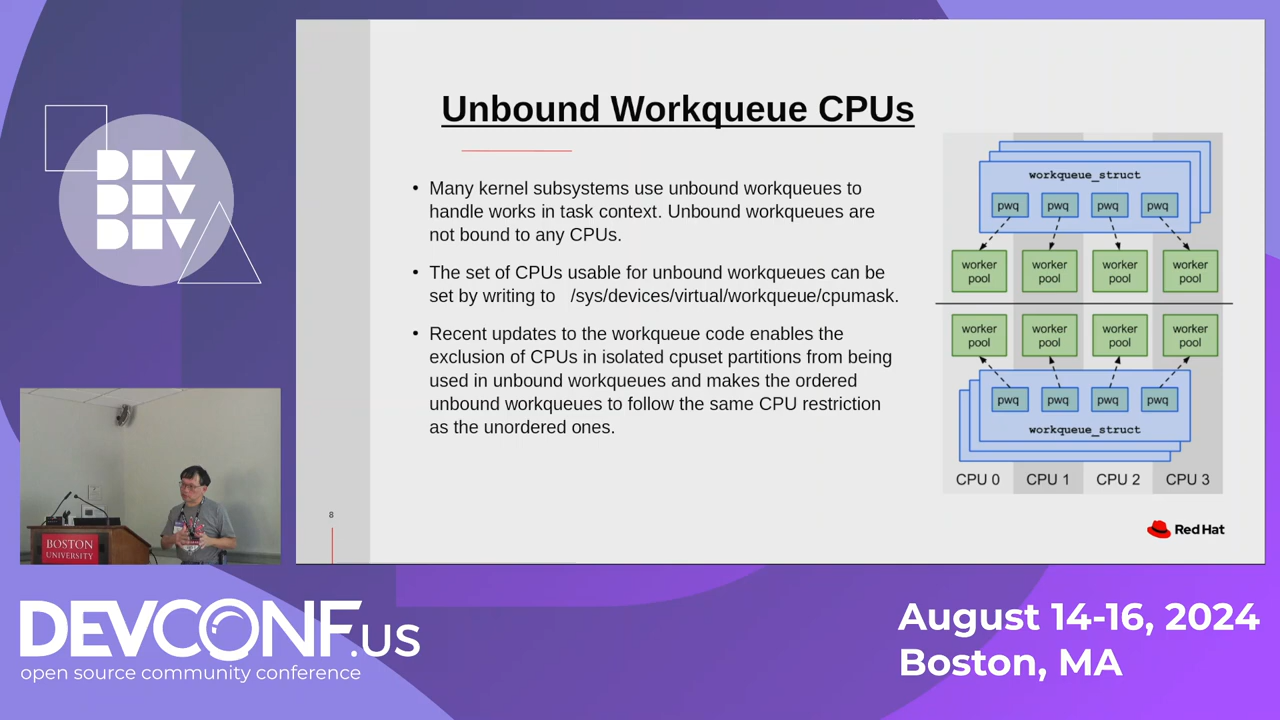 DEV
DEV
DEV
Unbound Workqueue CPUs
• Many kernel subsystems use unbound workqueues to
handle works in task context. Unbound workqueues are
not bound to any CPUs.
• The set of CPUs usable for unbound workqueues can be
set by writing to /sys/devices/virtual/workqueue/cpumask.
• Recent updates to the workqueue code enables the
exclusion of CPUs in isolated cpuset partitions from being
used in unbound workqueues and makes the ordered
unbound workqueues to follow the same CPU restriction
as the unordered ones.
workqueue_struct
pwq pwq pwq pwq
worker worker worker worker
pool pool pool pool
worker worker worker worker
pool pool pool pool
pwq pwq pwq pwq
workqueue_struct
CPU 0 CPU 1 CPU 2 CPU 3
8
Red Hat
BOSTON
UNIVERSITY
DEVCONF.US
open source community conference
August 14-16, 2024
Boston, MA